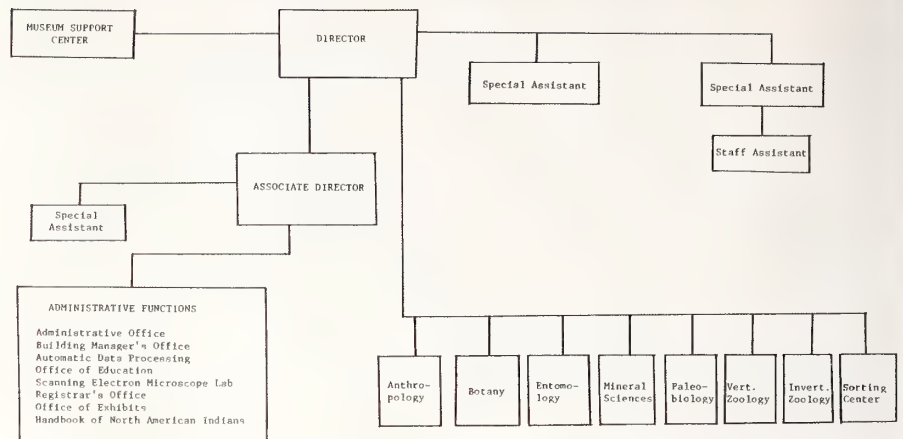 MUSEUM SUPPORT
CENTER
DIRECTOR
Special Assistant
Special Assistant
Staff Assistant
ASSOCIATE DIRECTOR
Special
Assistant
ADMINISTRATIVE FUNCTIONS
Administrative Office
Building Manager's Office
Automatic Data Processing
Office of Education
Scanning Electron Microscope Lab
Registrar's Office
Office of Exhibits
Handbook of North American Indians
Anthro-
pology
Botany
Entomo-
logy
Mineral
Sciences
Paleo-
biology
Vert.
Zoology
Invert.
Zoology
Sorting
Center